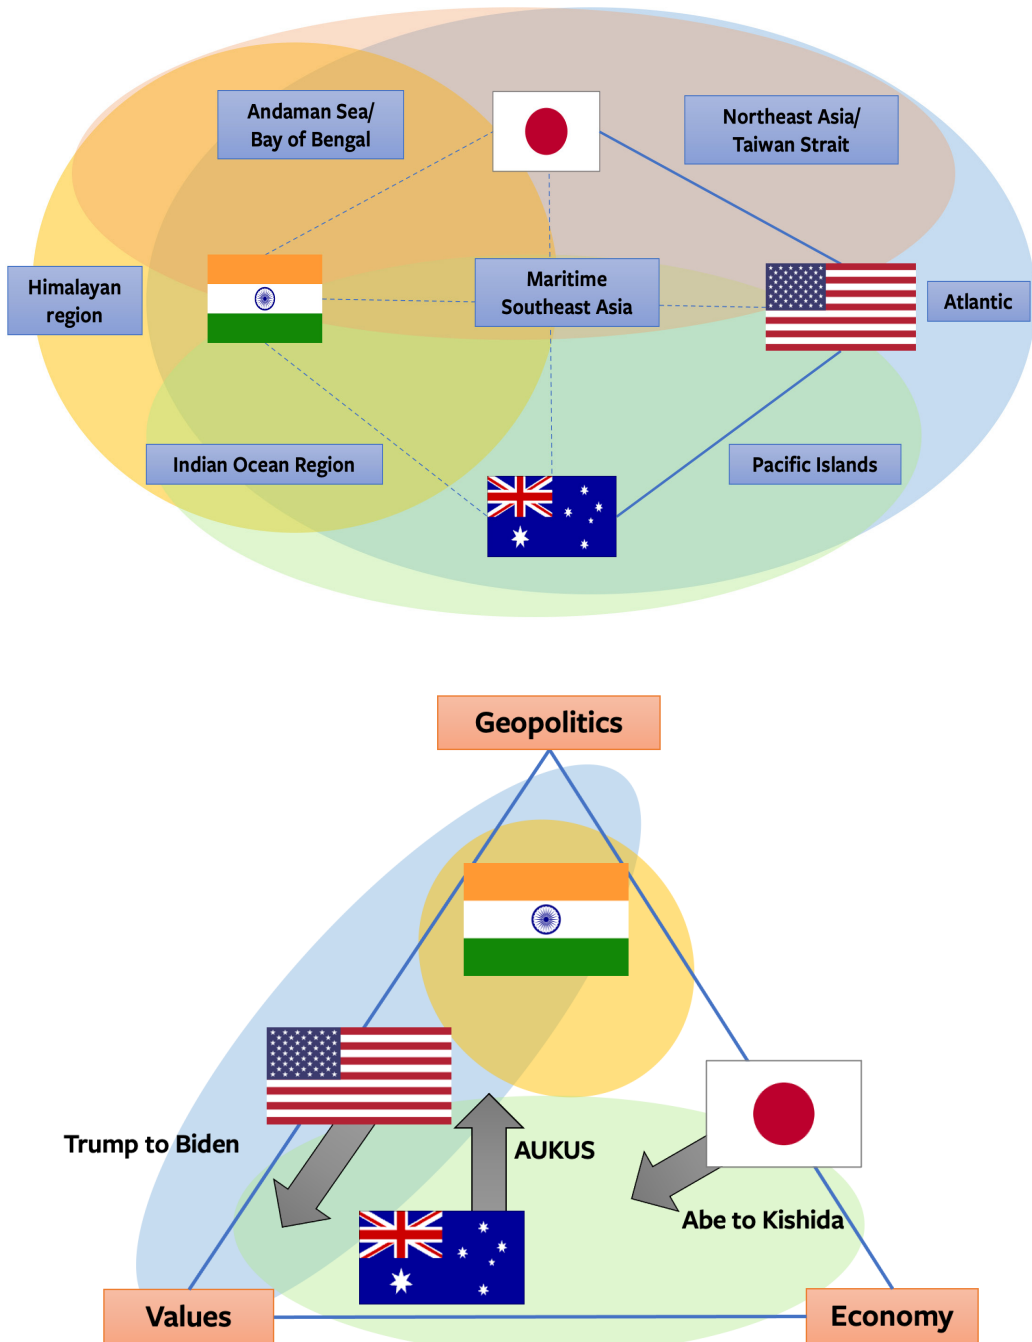 Andaman Sea/
Bay of Bengal
Northeast Asia/
Taiwan Strait
Himalayan
region
Maritime
Southeast Asia
Atlantic
Indian Ocean Region
Pacific Islands
Geopolitics
Trump to Biden
AUKUS
Abe to Kishida
Values
Economy